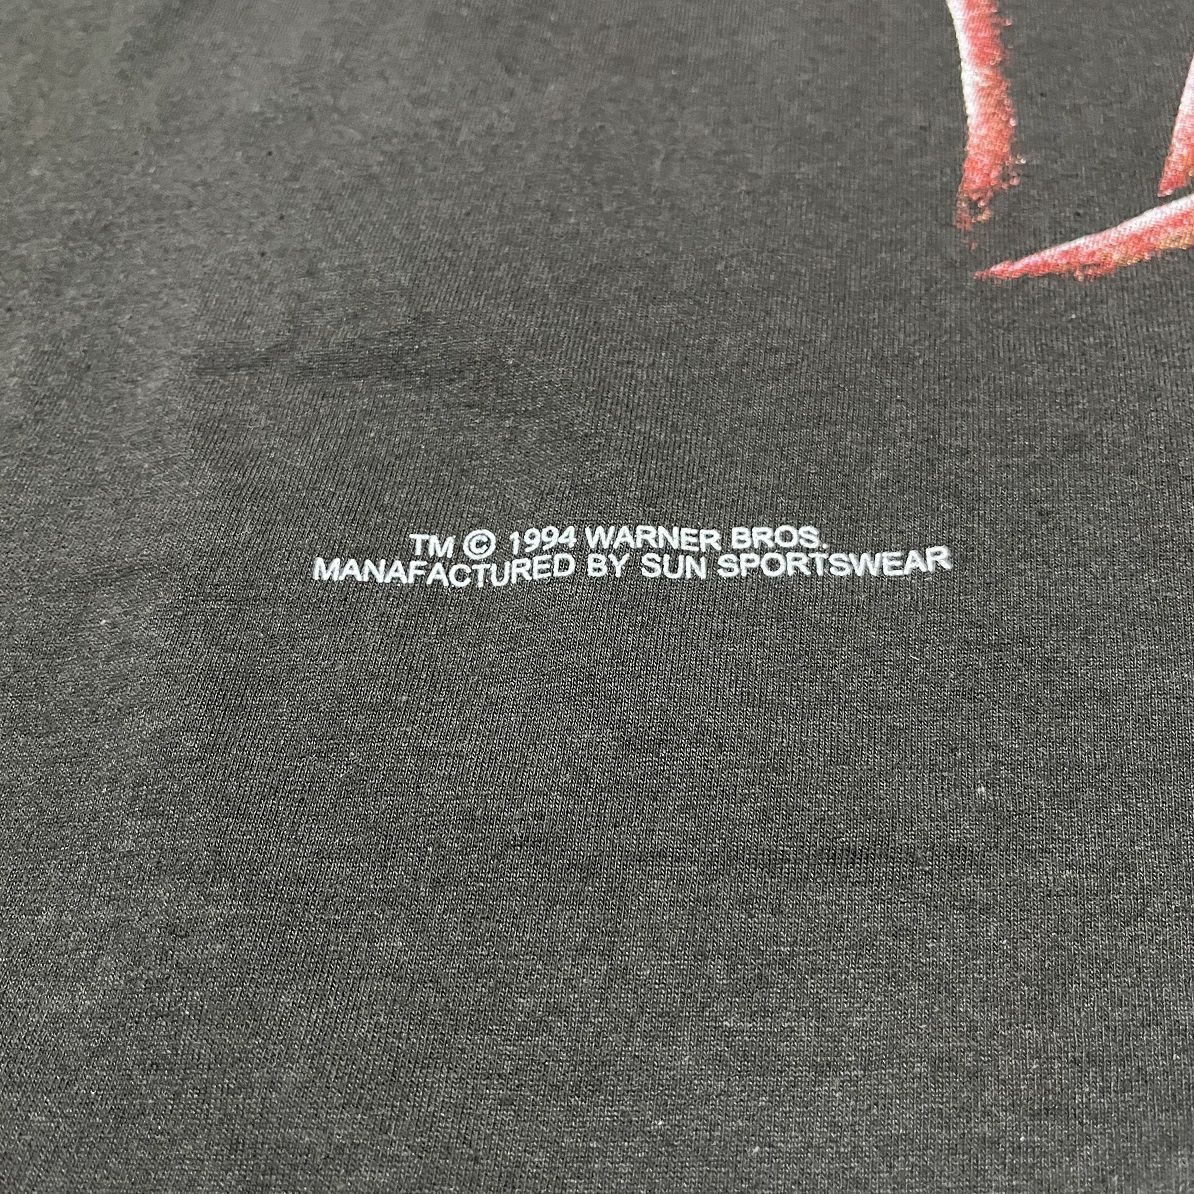 TM © 1994 WARNER BROS.
MANAFACTURED BY SUN SPORTSWEAR